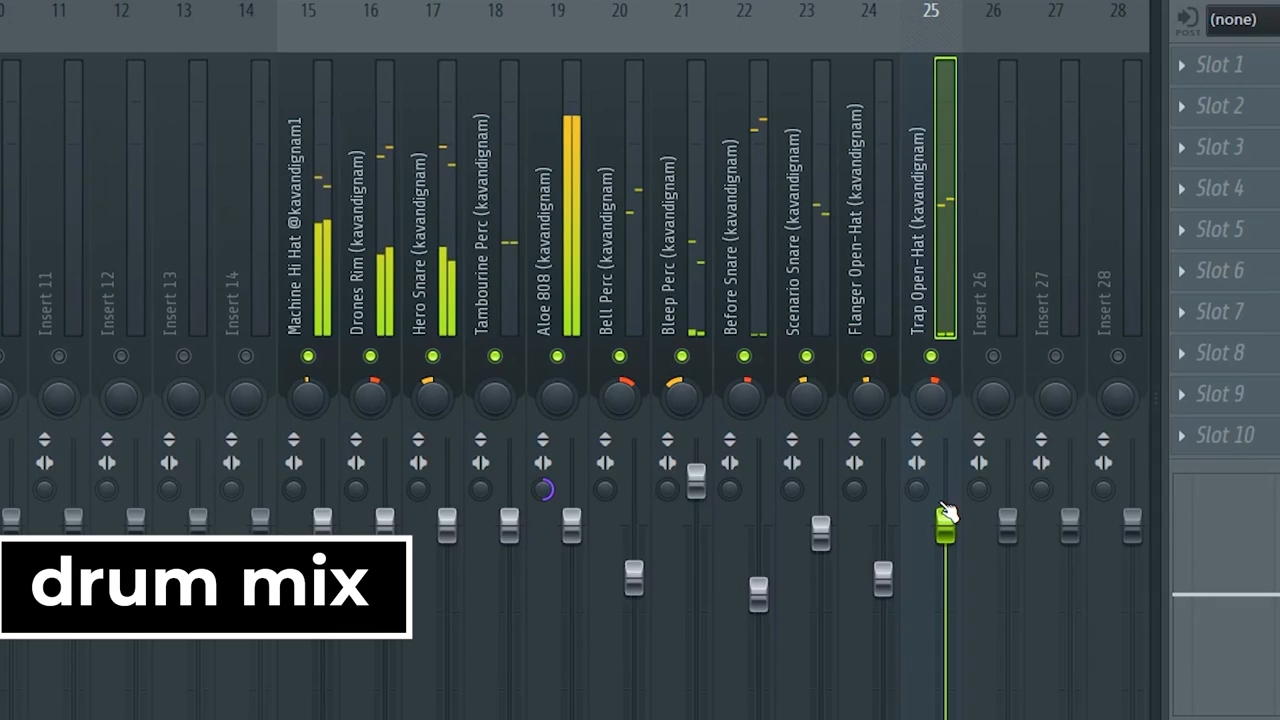 11 12 13 14 15 16 17 18 19 20 21 22 23 24 25 26 27 28
POST
(none)
Slot 1
Slot 2
Slot 3
Slot 4
Slot 5
Slot 6
Slot 7
Slot 8
Slot 9
Slot 10
Insert 11
Insert 12
Insert 13
Insert 14
Machine Hi Hat @kavandignam1
Drones Rim (kavandignam)
Hero Snare (kavandignam)
Tambourine Perc (kavandignam)
Aloe 808 (kavandignam)
Bell Perc (kavandignam)
Bleep Perc (kavandignam)
Before Snare (kavandignam)
Scenario Snare (kavandignam)
Flanger Open-Hat (kavandignam)
Trap Open-Hat (kavandignam)
Insert 26
Insert 27
Insert 28
drum mix